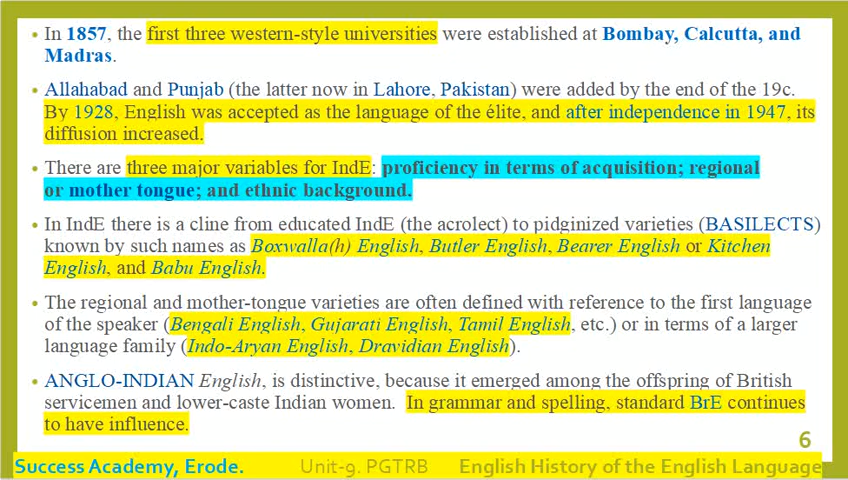 • In 1857, the first three western-style universities were established at Bombay, Calcutta, and
Madras.
• Allahabad and Punjab (the latter now in Lahore, Pakistan) were added by the end of the 19c.
By 1928, English was accepted as the language of the élite, and after independence in 1947, its
diffusion increased.
• There are three major variables for IndE: proficiency in terms of acquisition; regional
or mother tongue; and ethnic background.
• In IndE there is a cline from educated IndE (the acrolect) to pidginized varieties (BASILECTS)
known by such names as Boxwalla(h) English, Butler English, Bearer English or Kitchen
English, and Babu English.
• The regional and mother-tongue varieties are often defined with reference to the first language
of the speaker (Bengali English, Gujarati English, Tamil English, etc.) or in terms of a larger
language family (Indo-Aryan English, Dravidian English).
• ANGLO-INDIAN English, is distinctive, because it emerged among the offspring of British
servicemen and lower-caste Indian women. In grammar and spelling, standard BrE continues
to have influence.
6
Success Academy, Erode. Unit-9. PGTRB English History of the English Language